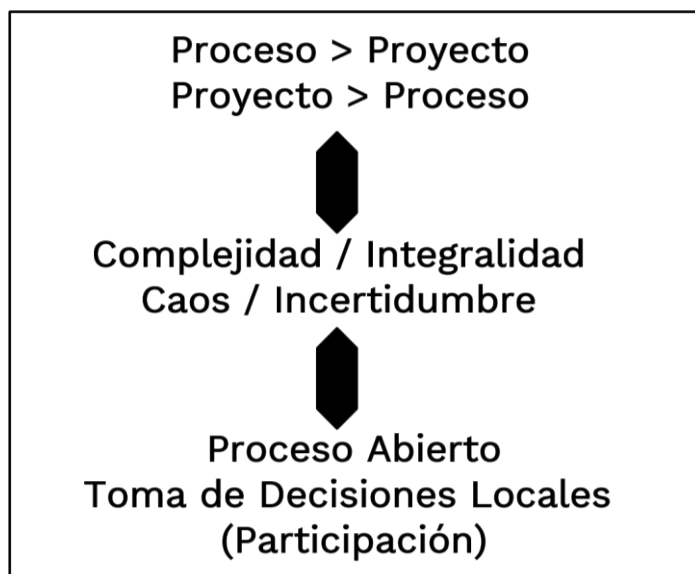 Proceso > Proyecto
Proyecto > Proceso
Complejidad / Integralidad
Caos / Incertidumbre
Proceso Abierto
Toma de Decisiones Locales
(Participación)